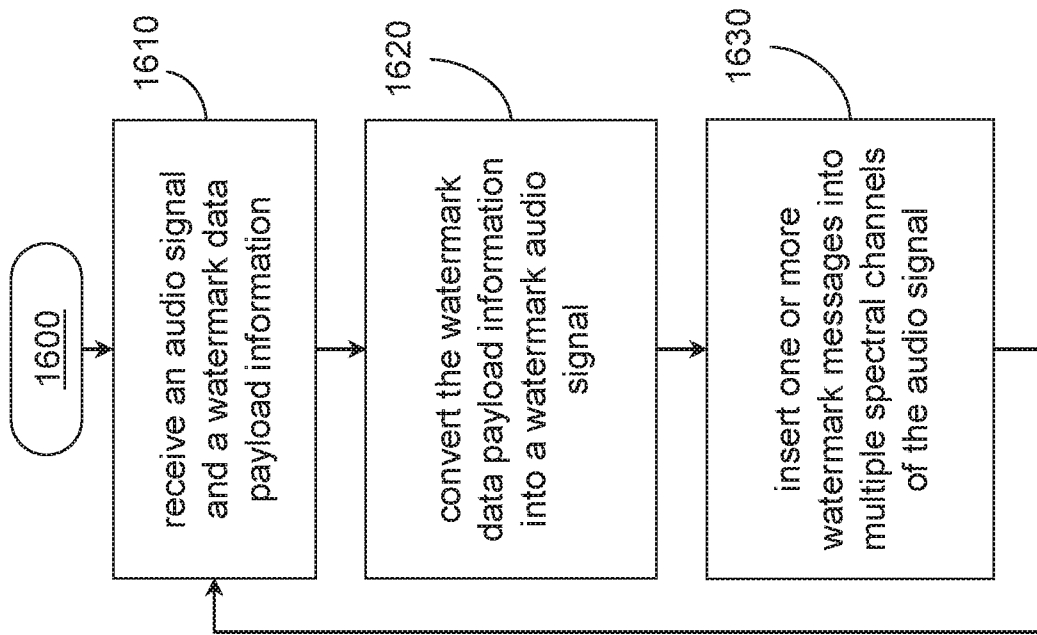 1600
receive an audio signal
and a watermark data
payload information
1610
convert the watermark
data payload information
into a watermark audio
signal
1620
insert one or more
watermark messages into
multiple spectral channels
of the audio signal
1630